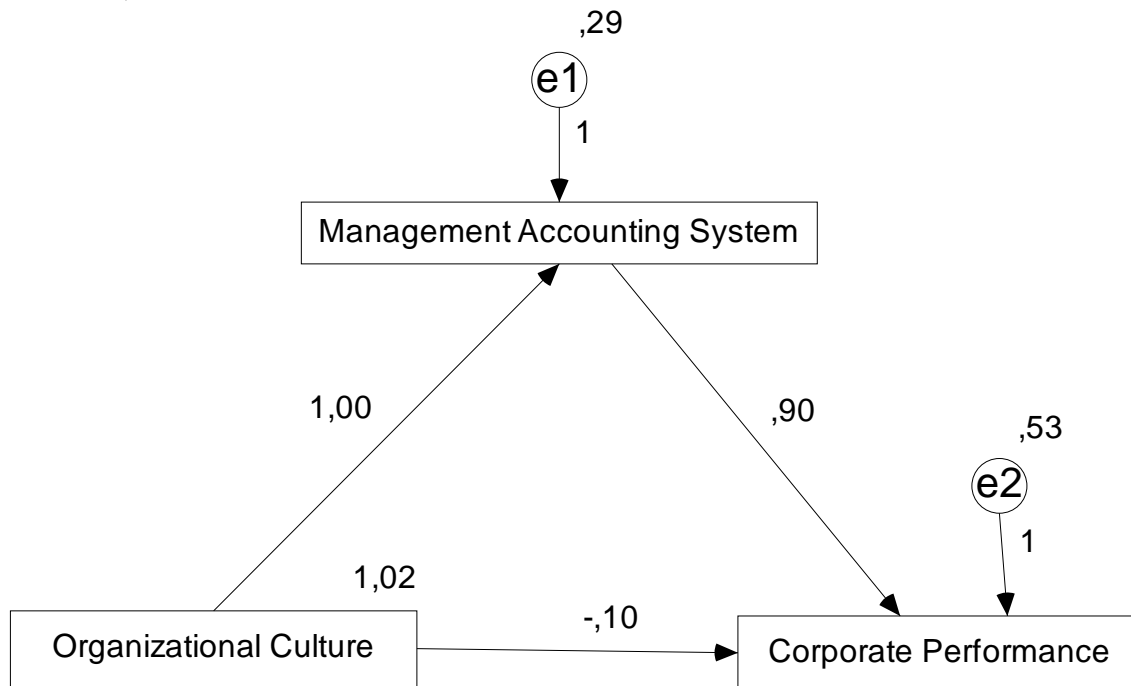 ,29
e1
1
Management Accounting System
1,00
,90
,53
e2
1
1,02
-,10
Organizational Culture
Corporate Performance